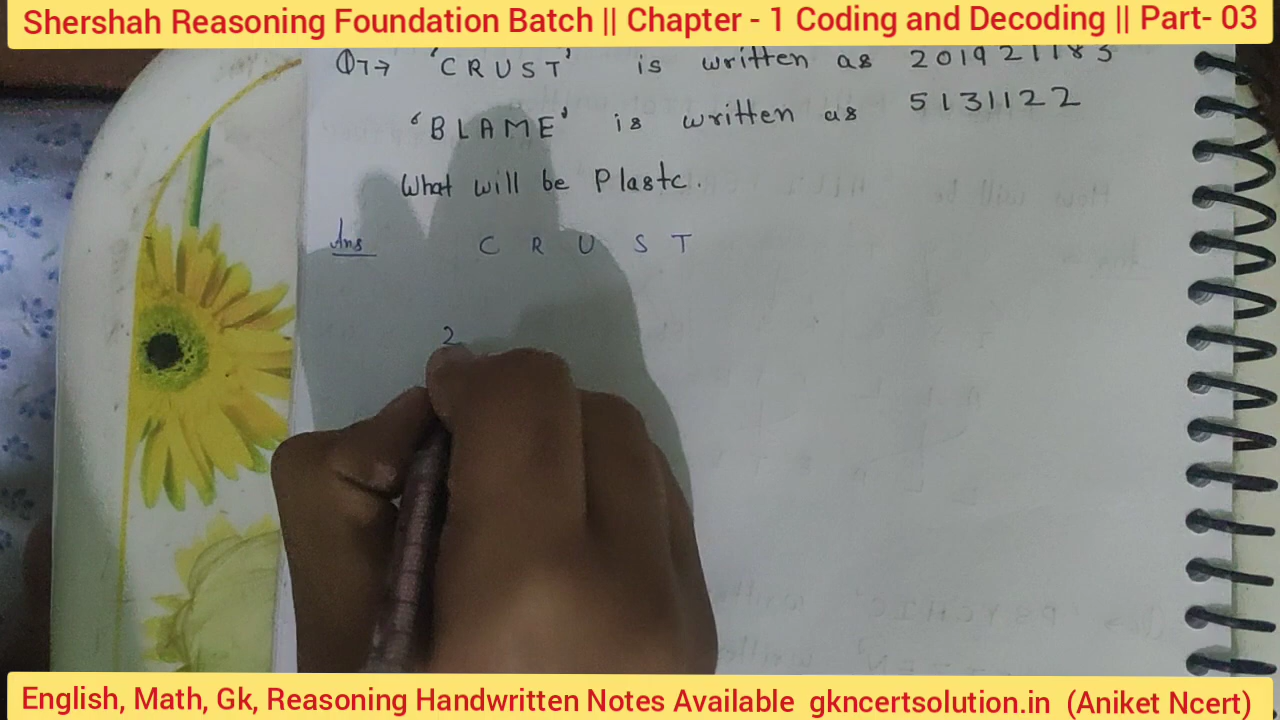 Shershah Reasoning Foundation Batch || Chapter - 1 Coding and Decoding || Part- 03
Q7→ 'CRUST' is written as 201921183
'BLAME' is written as 5131122
What will be Plastc.
Ans C R U S T
2
English, Math, Gk, Reasoning Handwritten Notes Available gkncertsolution.in (Aniket Ncert)